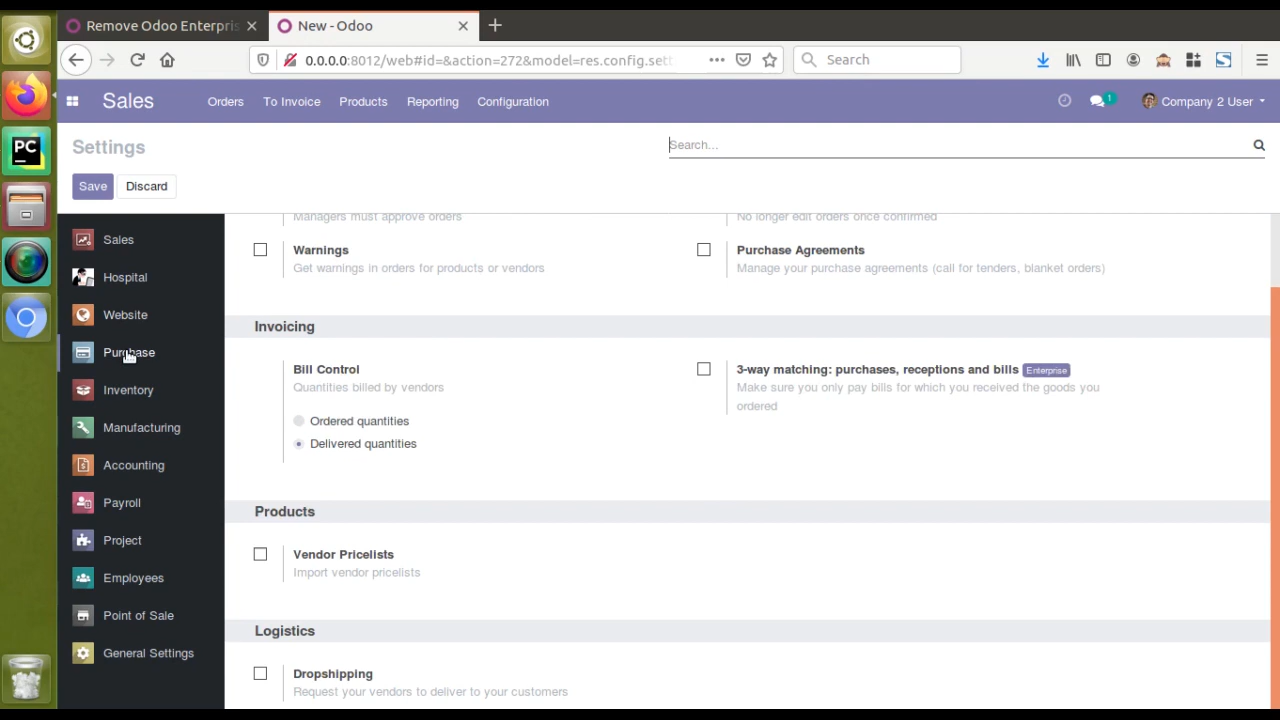 Remove Odoo Enterpris
New - Odoo
0.0.0.0:8012/web#id=&action=272&model=res.config.sett
Search
Sales
Orders
To Invoice
Products
Reporting
Configuration
1
Company 2 User
Settings
Search...
Save
Discard
Sales
Hospital
Website
Purchase
Inventory
Manufacturing
Accounting
Payroll
Project
Employees
Point of Sale
General Settings
Managers must approve orders
No longer edit orders once confirmed
Warnings
Get warnings in orders for products or vendors
Purchase Agreements
Manage your purchase agreements (call for tenders, blanket orders)
Invoicing
Bill Control
Quantities billed by vendors
Ordered quantities
Delivered quantities
3-way matching: purchases, receptions and bills Enterprise
Make sure you only pay bills for which you received the goods you
ordered
Products
Vendor Pricelists
Import vendor pricelists
Logistics
Dropshipping
Request your vendors to deliver to your customers
PC